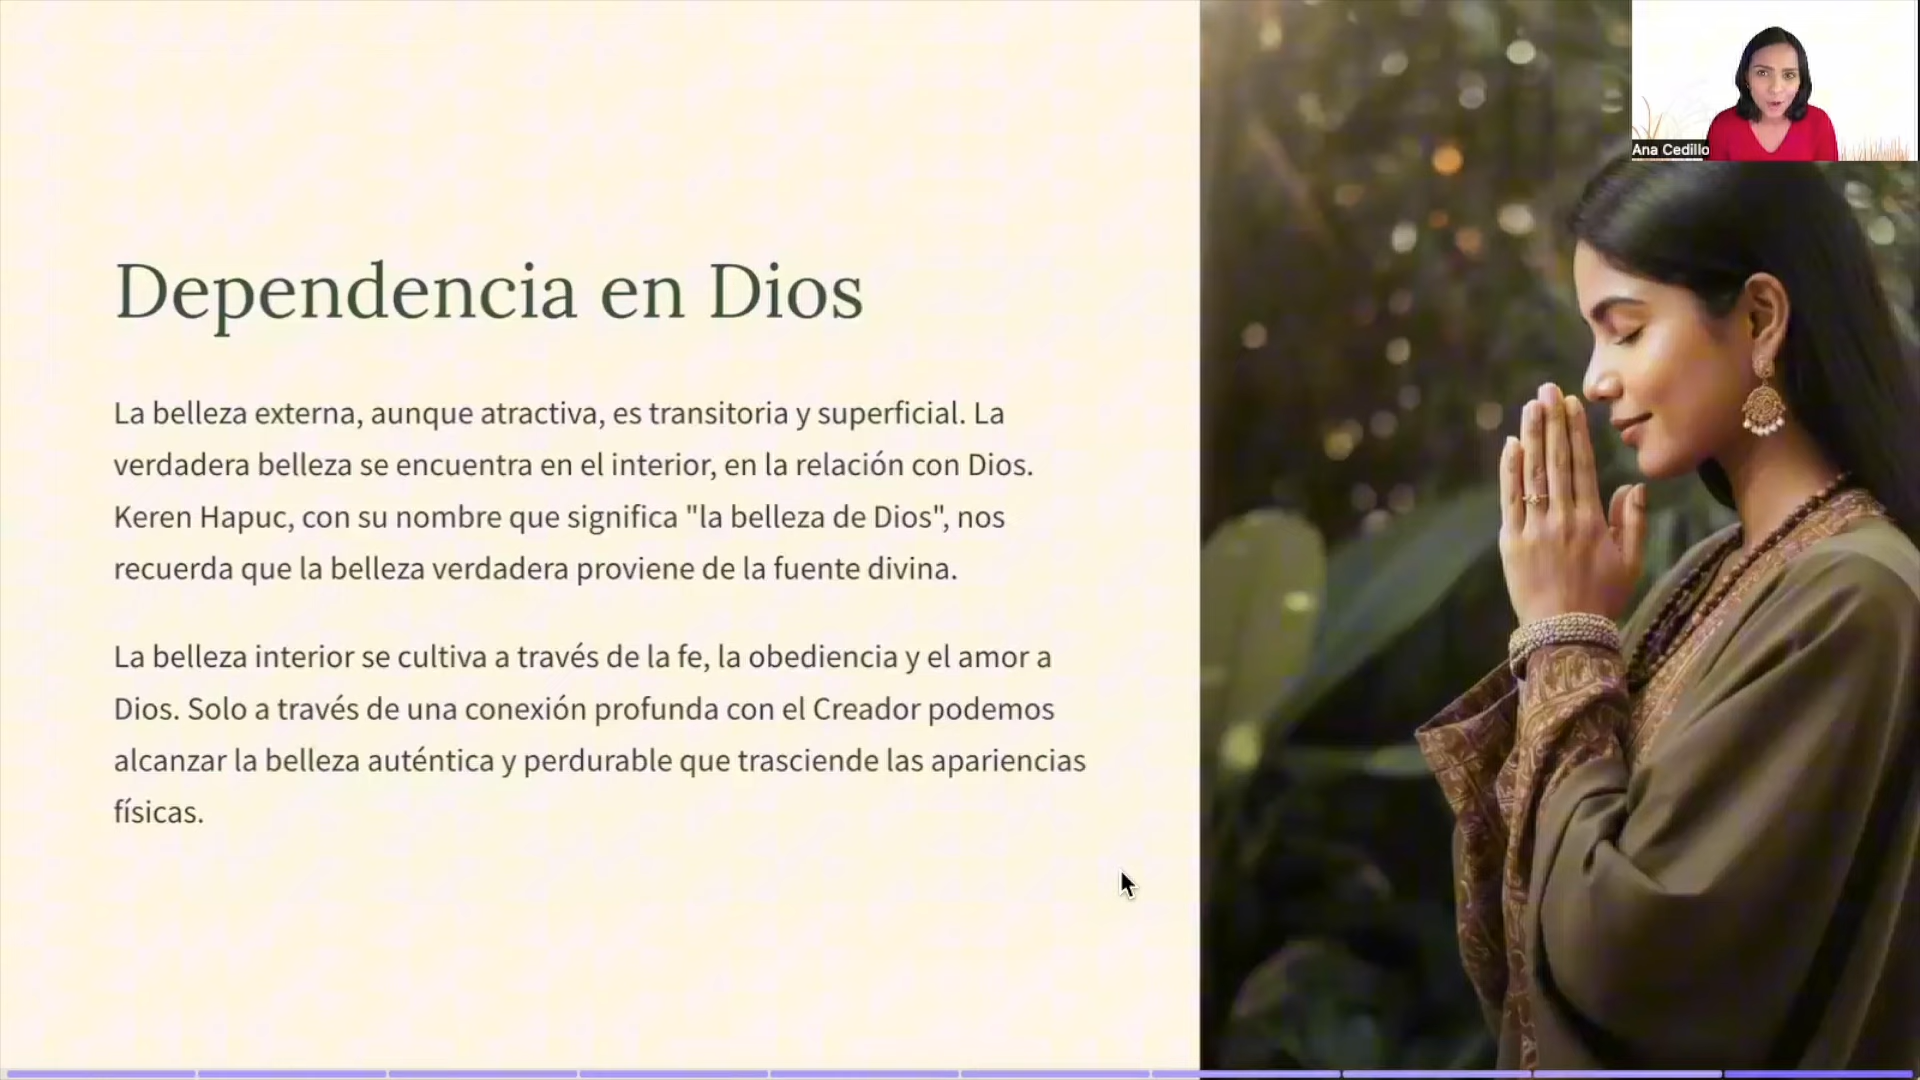 Ana Cedillo
Dependencia en Dios
La belleza externa, aunque atractiva, es transitoria y superficial. La
verdadera belleza se encuentra en el interior, en la relación con Dios.
Keren Hapuc, con su nombre que significa "la belleza de Dios", nos
recuerda que la belleza verdadera proviene de la fuente divina.
La belleza interior se cultiva a través de la fe, la obediencia y el amor a
Dios. Solo a través de una conexión profunda con el Creador podemos
alcanzar la belleza auténtica y perdurable que trasciende las apariencias
físicas.